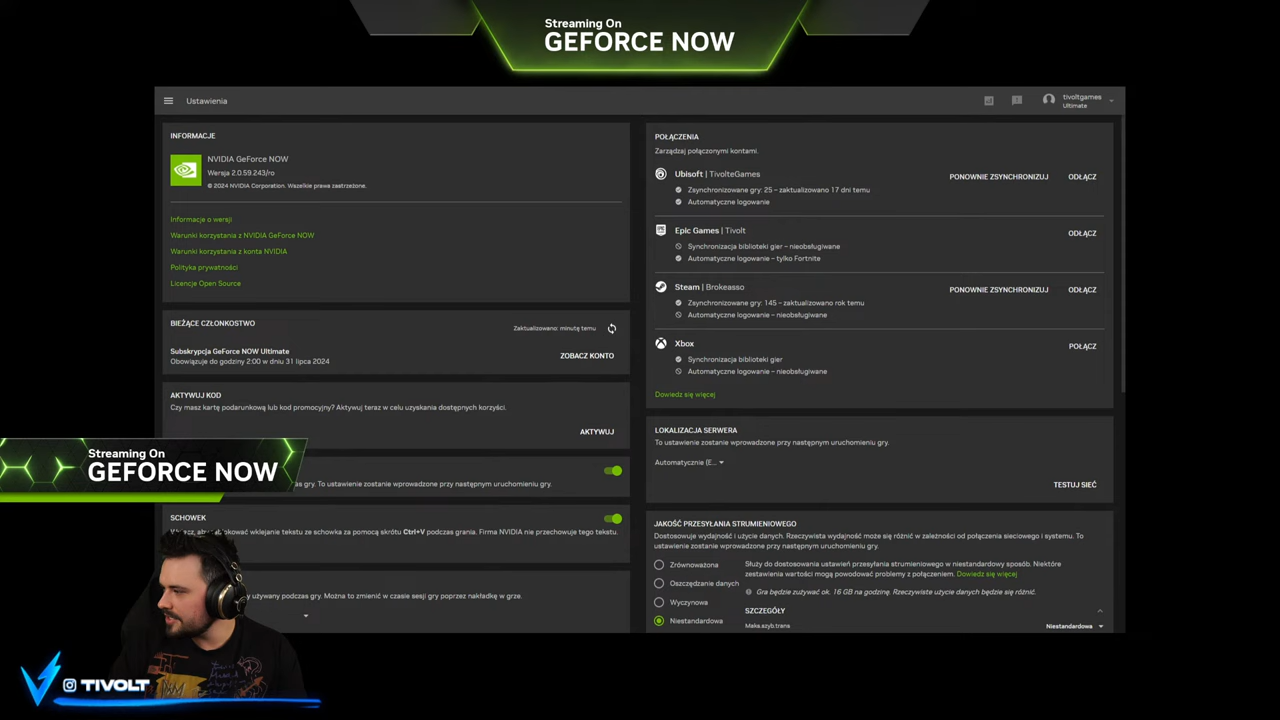 Streaming On
GEFORCE NOW
Ustawienia
tivoltgames
Ultimate
INFORMACJE
NVIDIA GeForce NOW
Wersja 2.0.59.243/ro
© 2024 NVIDIA Corporation. Wszelkie prawa zastrzeżone.
Informacje o wersji
Warunki korzystania z NVIDIA GeForce NOW
Warunki korzystania z konta NVIDIA
Polityka prywatności
Licencje Open Source
BIEŻĄCE CZŁONKOSTWO
Zaktualizowano: minutę temu
Subskrypcja GeForce NOW Ultimate
Obowiązuje do godziny 2:00 w dniu 31 lipca 2024
ZOBACZ KONTO
AKTYWUJ KOD
Czy masz kartę podarunkową lub kod promocyjny? Aktywuj teraz w celu uzyskania dostępnych korzyści.
AKTYWUJ
Streaming On
GEFORCE NOW
gry. To ustawienie zostanie wprowadzone przy następnym uruchomieniu gry.
SCHOWEK
wklejanie tekstu ze schowka za pomocą skrótu Ctrl+V podczas grania. Firma NVIDIA nie przechowuje tego tekstu.
używany podczas gry. Można to zmienić w czasie sesji gry poprzez nakładkę w grze.
TIVOLT
POŁĄCZENIA
Zarządzaj połączonymi kontami.
Ubisoft | TivolteGames
PONOWNIE ZSYNCHRONIZUJ
ODŁĄCZ
Zsynchronizowane gry: 25 – zaktualizowano 17 dni temu
Automatyczne logowanie
Epic Games | Tivolt
ODŁĄCZ
Synchronizacja biblioteki gier – nieobsługiwane
Automatyczne logowanie – tylko Fortnite
Steam | Brokeasso
PONOWNIE ZSYNCHRONIZUJ
ODŁĄCZ
Zsynchronizowane gry: 145 – zaktualizowano rok temu
Automatyczne logowanie – nieobsługiwane
Xbox
POŁĄCZ
Synchronizacja biblioteki gier
Automatyczne logowanie – nieobsługiwane
Dowiedz się więcej
LOKALIZACJA SERWERA
To ustawienie zostanie wprowadzone przy następnym uruchomieniu gry.
Automatycznie (E...
TESTUJ SIEĆ
JAKOŚĆ PRZESYŁANIA STRUMIENIOWEGO
Dostosowuje wydajność i użycie danych. Rzeczywista wydajność może się różnić w zależności od połączenia sieciowego i systemu. To
ustawienie zostanie wprowadzone przy następnym uruchomieniu gry.
Zrównoważona
Oszczędzanie danych
Wyczynowa
Niestandardowa
Służy do dostosowania ustawień przesyłania strumieniowego w niestandardowy sposób. Niektóre
zestawienia wartości mogą powodować problemy z połączeniem. Dowiedz się więcej
Gra będzie zużywać ok. 16 GB na godzinę. Rzeczywiste użycie danych będzie się różnić.
SZCZEGÓŁY
Maks.szyb.trans
Niestandardowa